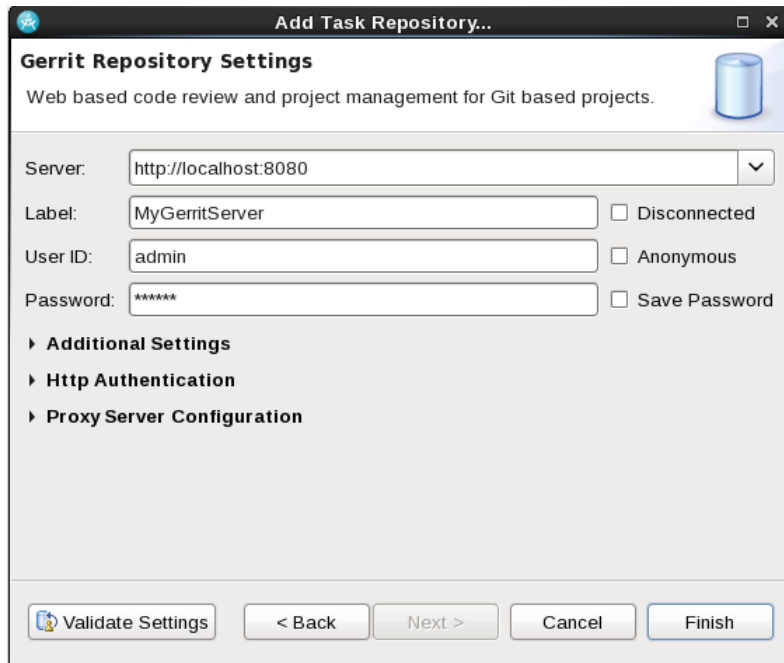 Add Task Repository...
Gerrit Repository Settings
Web based code review and project management for Git based projects.
Server: http://localhost:8080
Label: MyGerritServer Disconnected
User ID: admin Anonymous
Password: ****** Save Password
Additional Settings
Http Authentication
Proxy Server Configuration
Validate Settings < Back Next > Cancel Finish